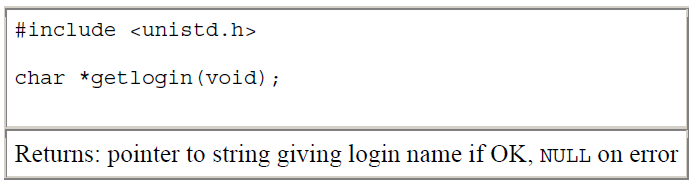 #include <unistd.h>
char *getlogin(void);
Returns: pointer to string giving login name if OK, NULL on error